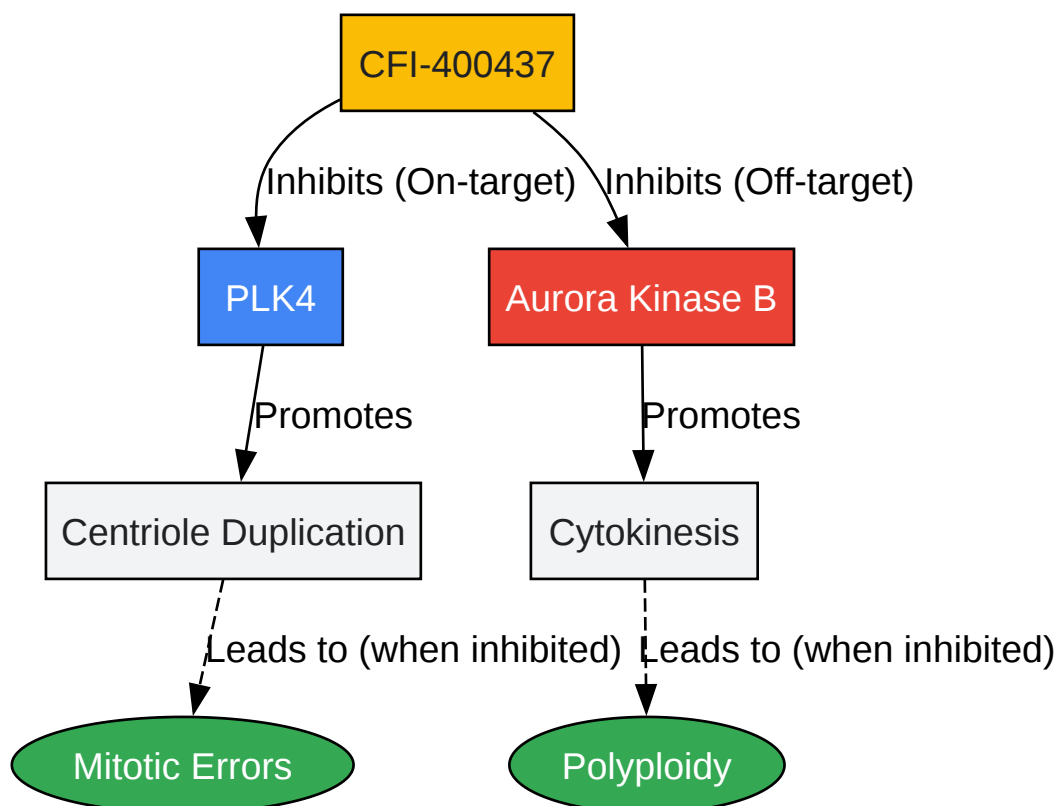 CFI-400437
Inhibits (On-target)
Inhibits (Off-target)
PLK4
Aurora Kinase B
Promotes
Promotes
Centriole Duplication
Cytokinesis
Leads to (when inhibited)
Leads to (when inhibited)
Mitotic Errors
Polyploidy